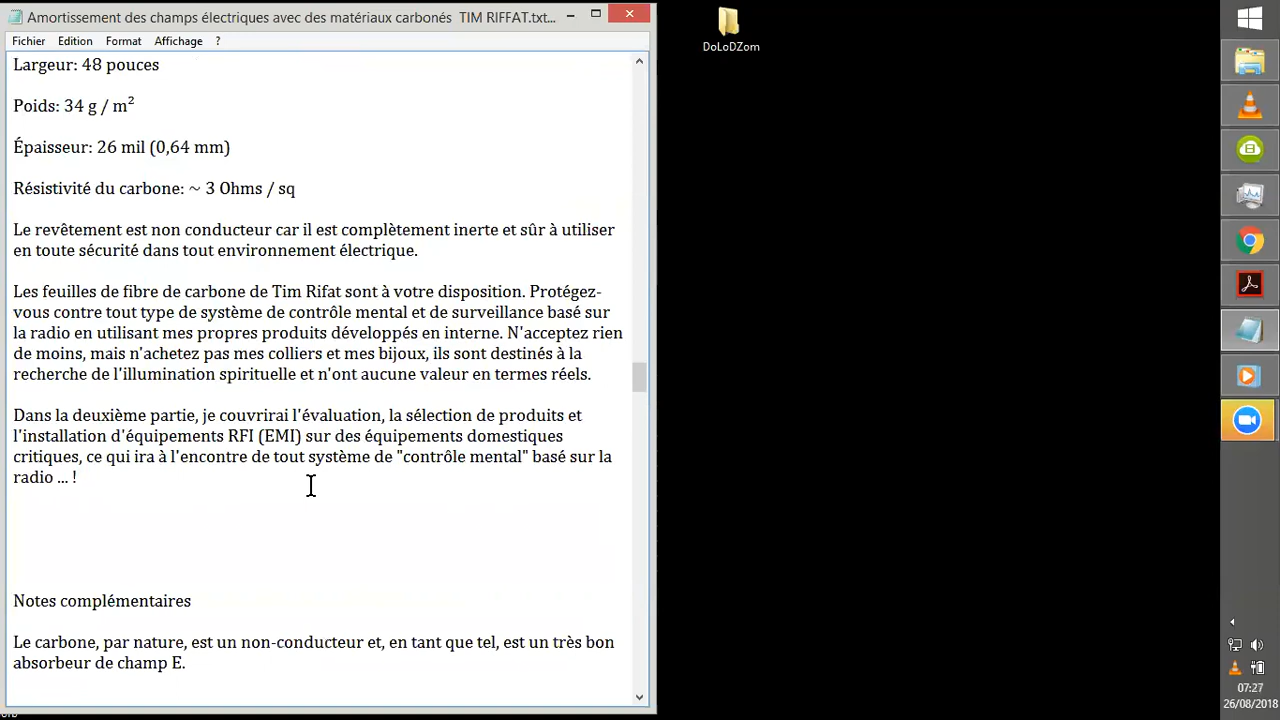 Amortissement des champs électriques avec des matériaux carbonés  TIM RIFFAT.txt...
Fichier Edition Format Affichage ?
Largeur: 48 pouces
Poids: 34 g / m²
Épaisseur: 26 mil (0,64 mm)
Résistivité du carbone: ~ 3 Ohms / sq
Le revêtement est non conducteur car il est complètement inerte et sûr à utiliser
en toute sécurité dans tout environnement électrique.
Les feuilles de fibre de carbone de Tim Rifat sont à votre disposition. Protégez-
vous contre tout type de système de contrôle mental et de surveillance basé sur
la radio en utilisant mes propres produits développés en interne. N'acceptez rien
de moins, mais n'achetez pas mes colliers et mes bijoux, ils sont destinés à la
recherche de l'illumination spirituelle et n'ont aucune valeur en termes réels.
Dans la deuxième partie, je couvrirai l'évaluation, la sélection de produits et
l'installation d'équipements RFI (EMI) sur des équipements domestiques
critiques, ce qui ira à l'encontre de tout système de "contrôle mental" basé sur la
radio ... !
Notes complémentaires
Le carbone, par nature, est un non-conducteur et, en tant que tel, est un très bon
absorbeur de champ E.
DoLoDZom
07:27
26/08/2018